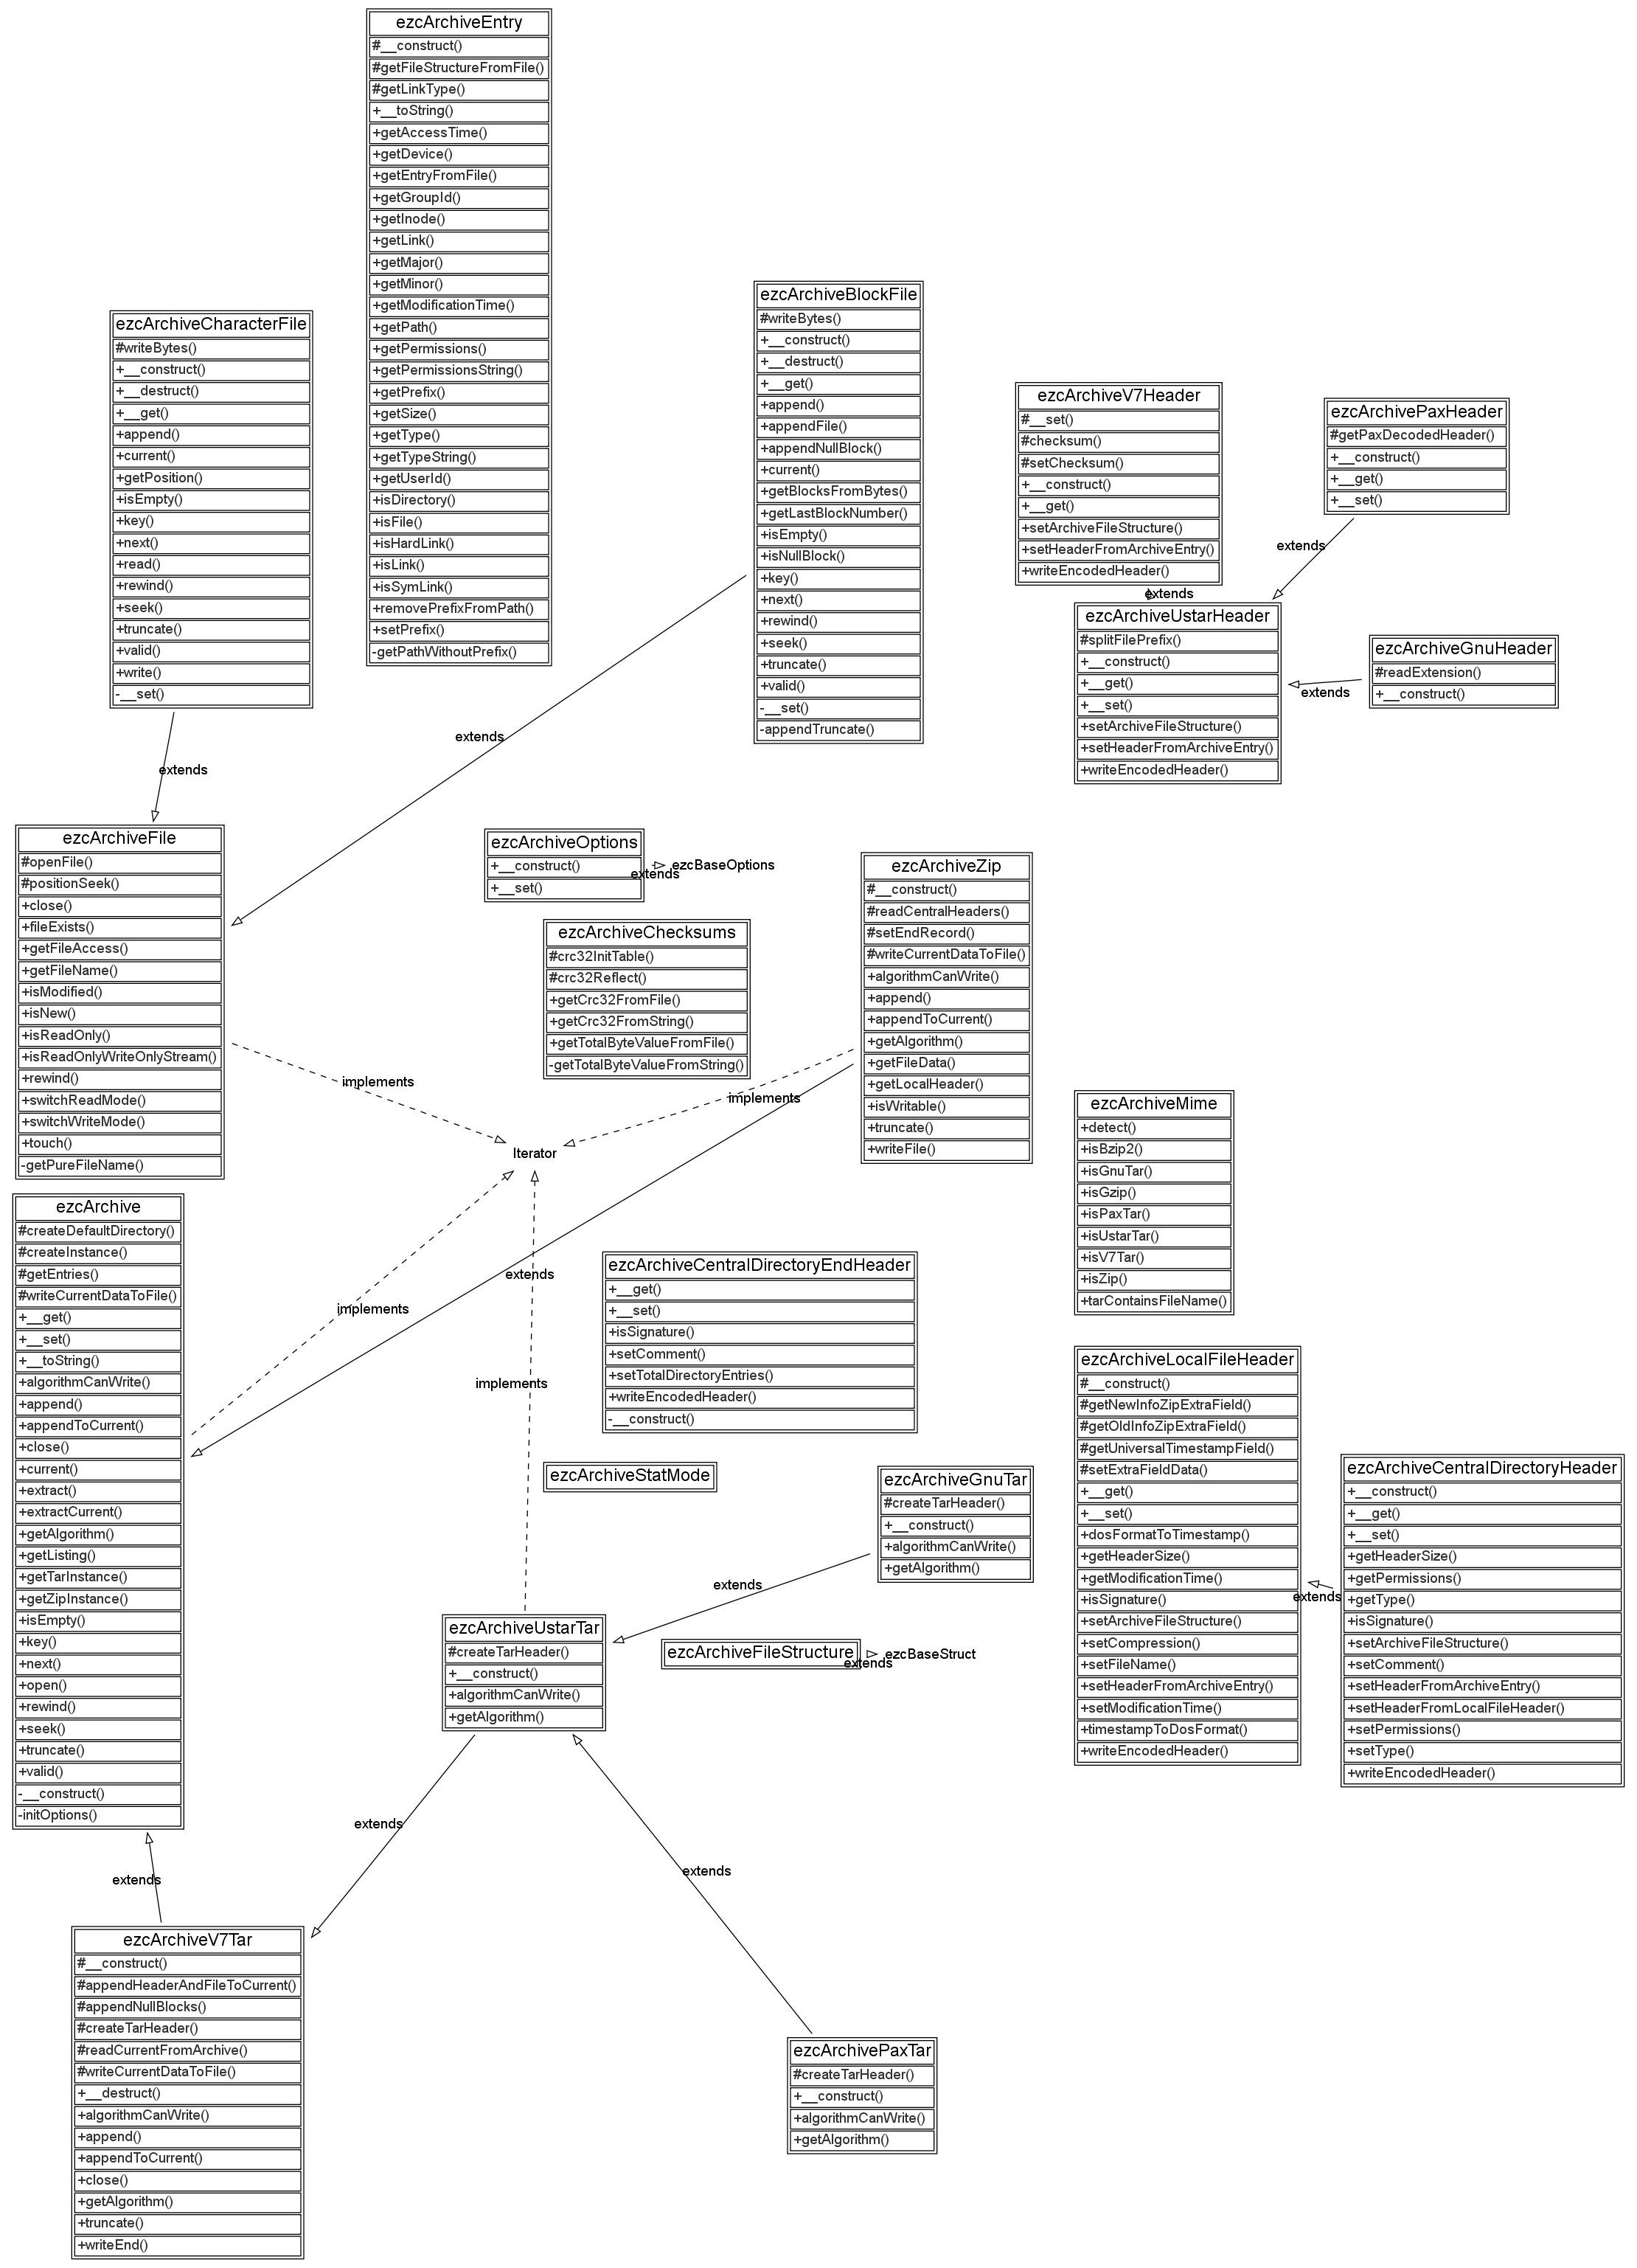 ezcArchiveEntry
#__construct()
#getFileStructureFromFile()
#getLinkType()
+__toString()
+getAccessTime()
+getDevice()
+getEntryFromFile()
+getGroupId()
+getInode()
+getLink()
+getMajor()
+getMinor()
+getModificationTime()
+getPath()
+getPermissions()
+getPermissionsString()
+getPrefix()
+getSize()
+getType()
+getTypeString()
+getUserId()
+isDirectory()
+isFile()
+isHardLink()
+isLink()
+isSymLink()
+removePrefixFromPath()
+setPrefix()
-getPathWithoutPrefix()
ezcArchiveCharacterFile
#writeBytes()
+__construct()
+__destruct()
+__get()
+append()
+current()
+getPosition()
+isEmpty()
+key()
+next()
+read()
+rewind()
+seek()
+truncate()
+valid()
+write()
-__set()
ezcArchiveBlockFile
#writeBytes()
+__construct()
+__destruct()
+__get()
+append()
+appendFile()
+appendNullBlock()
+current()
+getBlocksFromBytes()
+getLastBlockNumber()
+isEmpty()
+isNullBlock()
+key()
+next()
+rewind()
+seek()
+truncate()
+valid()
-__set()
-appendTruncate()
ezcArchiveV7Header
#__set()
#checksum()
#setChecksum()
+__construct()
+__get()
+setArchiveFileStructure()
+setHeaderFromArchiveEntry()
+writeEncodedHeader()
ezcArchivePaxHeader
#getPaxDecodedHeader()
+__construct()
+__get()
+__set()
extends
extends
ezcArchiveUstarHeader
#splitFilePrefix()
+__construct()
+__get()
+__set()
+setArchiveFileStructure()
+setHeaderFromArchiveEntry()
+writeEncodedHeader()
ezcArchiveGnuHeader
#readExtension()
+__construct()
extends
extends
extends
ezcArchiveFile
#openFile()
#positionSeek()
+close()
+fileExists()
+getFileAccess()
+getFileName()
+isModified()
+isNew()
+isReadOnly()
+isReadOnlyWriteOnlyStream()
+rewind()
+switchReadMode()
+switchWriteMode()
+touch()
-getPureFileName()
ezcArchiveOptions
+__construct()
+__set()
extends
ezcBaseOptions
ezcArchiveChecksums
#crc32InitTable()
#crc32Reflect()
+getCrc32FromFile()
+getCrc32FromString()
+getTotalByteValueFromFile()
-getTotalByteValueFromString()
ezcArchiveZip
#__construct()
#readCentralHeaders()
#setEndRecord()
#writeCurrentDataToFile()
+algorithmCanWrite()
+append()
+appendToCurrent()
+getAlgorithm()
+getFileData()
+getLocalHeader()
+isWritable()
+truncate()
+writeFile()
implements
implements
Iterator
ezcArchiveMime
+detect()
+isBzip2()
+isGnuTar()
+isGzip()
+isPaxTar()
+isUstarTar()
+isV7Tar()
+isZip()
+tarContainsFileName()
ezcArchive
#createDefaultDirectory()
#createInstance()
#getEntries()
#writeCurrentDataToFile()
+__get()
+__set()
+__toString()
+algorithmCanWrite()
+append()
+appendToCurrent()
+close()
+current()
+extract()
+extractCurrent()
+getAlgorithm()
+getListing()
+getTarInstance()
+getZipInstance()
+isEmpty()
+key()
+next()
+open()
+rewind()
+seek()
+truncate()
+valid()
-__construct()
-initOptions()
extends
implements
implements
ezcArchiveCentralDirectoryEndHeader
+__get()
+__set()
+isSignature()
+setComment()
+setTotalDirectoryEntries()
+writeEncodedHeader()
-__construct()
ezcArchiveLocalFileHeader
#__construct()
#getNewInfoZipExtraField()
#getOldInfoZipExtraField()
#getUniversalTimestampField()
#setExtraFieldData()
+__get()
+__set()
+dosFormatToTimestamp()
+getHeaderSize()
+getModificationTime()
+isSignature()
+setArchiveFileStructure()
+setCompression()
+setFileName()
+setHeaderFromArchiveEntry()
+setModificationTime()
+timestampToDosFormat()
+writeEncodedHeader()
extends
ezcArchiveCentralDirectoryHeader
+__construct()
+__get()
+__set()
+getHeaderSize()
+getPermissions()
+getType()
+isSignature()
+setArchiveFileStructure()
+setComment()
+setHeaderFromArchiveEntry()
+setHeaderFromLocalFileHeader()
+setPermissions()
+setType()
+writeEncodedHeader()
ezcArchiveStatMode
ezcArchiveGnuTar
#createTarHeader()
+__construct()
+algorithmCanWrite()
+getAlgorithm()
extends
ezcArchiveUstarTar
#createTarHeader()
+__construct()
+algorithmCanWrite()
+getAlgorithm()
ezcArchiveFileStructure
extends
ezcBaseStruct
extends
extends
extends
ezcArchiveV7Tar
#__construct()
#appendHeaderAndFileToCurrent()
#appendNullBlocks()
#createTarHeader()
#readCurrentFromArchive()
#writeCurrentDataToFile()
+__destruct()
+algorithmCanWrite()
+append()
+appendToCurrent()
+close()
+getAlgorithm()
+truncate()
+writeEnd()
ezcArchivePaxTar
#createTarHeader()
+__construct()
+algorithmCanWrite()
+getAlgorithm()